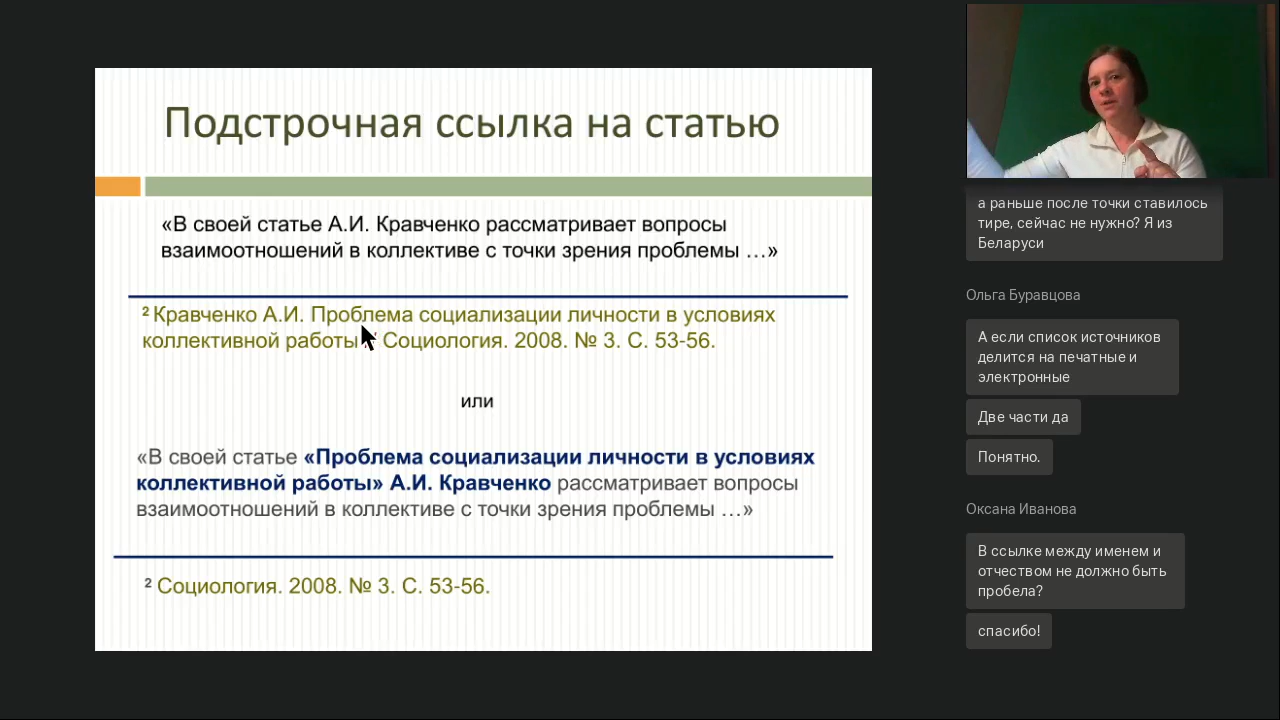 Подстрочная ссылка на статью
«В своей статье А.И. Кравченко рассматривает вопросы
взаимоотношений в коллективе с точки зрения проблемы …»
² Кравченко А.И. Проблема социализации личности в условиях
коллективной работы Социология. 2008. № 3. С. 53-56.
или
«В своей статье «Проблема социализации личности в условиях
коллективной работы» А.И. Кравченко рассматривает вопросы
взаимоотношений в коллективе с точки зрения проблемы …»
² Социология. 2008. № 3. С. 53-56.
а раньше после точки ставилось
тире, сейчас не нужно? Я из
Беларуси
Ольга Буравцова
А если список источников
делится на печатные и
электронные
Две части да
Понятно.
Оксана Иванова
В ссылке между именем и
отчеством не должно быть
пробела?
спасибо!